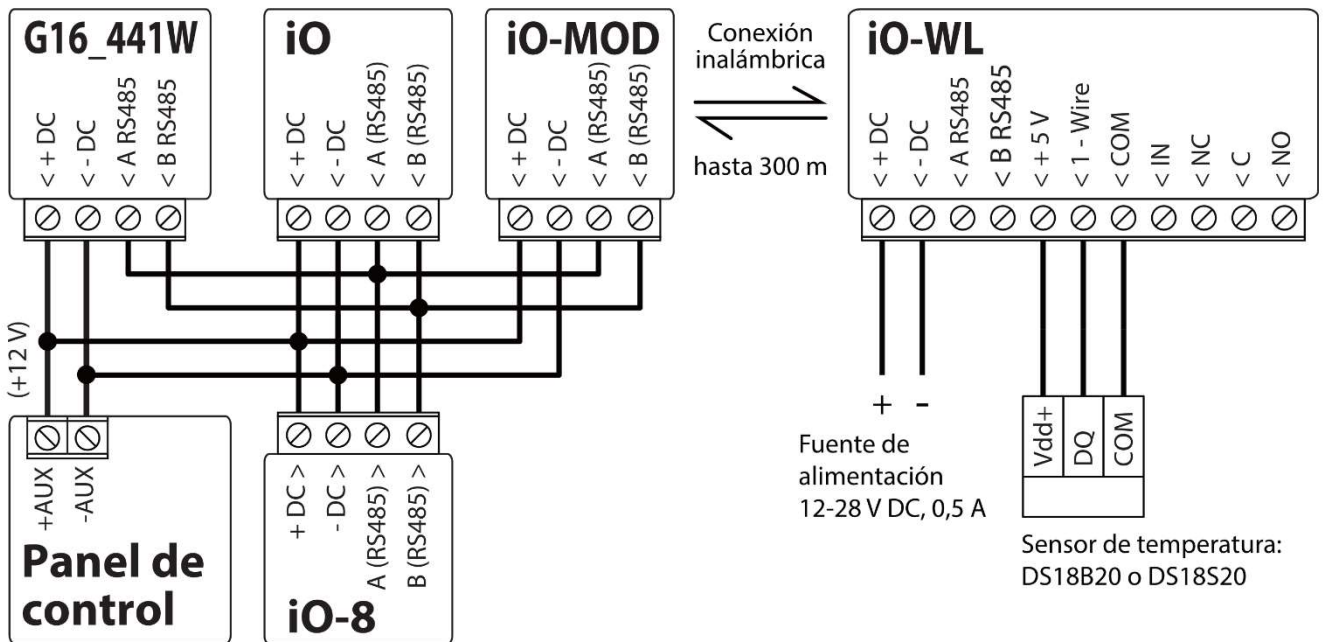 G16_441W
< + DC
< - DC
< A RS485
< B RS485
iO
< + DC
< - DC
< A (RS485)
< B (RS485)
iO-MOD
< + DC
< - DC
< A (RS485)
< B (RS485)
Conexión
inalámbrica
hasta 300 m
iO-WL
< + DC
< - DC
< A RS485
< B RS485
< + 5 V
< 1 - Wire
< COM
< IN
< NC
< C
< NO
(+12 V)
+AUX
-AUX
Panel de
control
+ DC >
- DC >
A (RS485) >
B (RS485) >
iO-8
+ -
Fuente de
alimentación
12-28 V DC, 0,5 A
Vdd+
DQ
COM
Sensor de temperatura:
DS18B20 o DS18S20